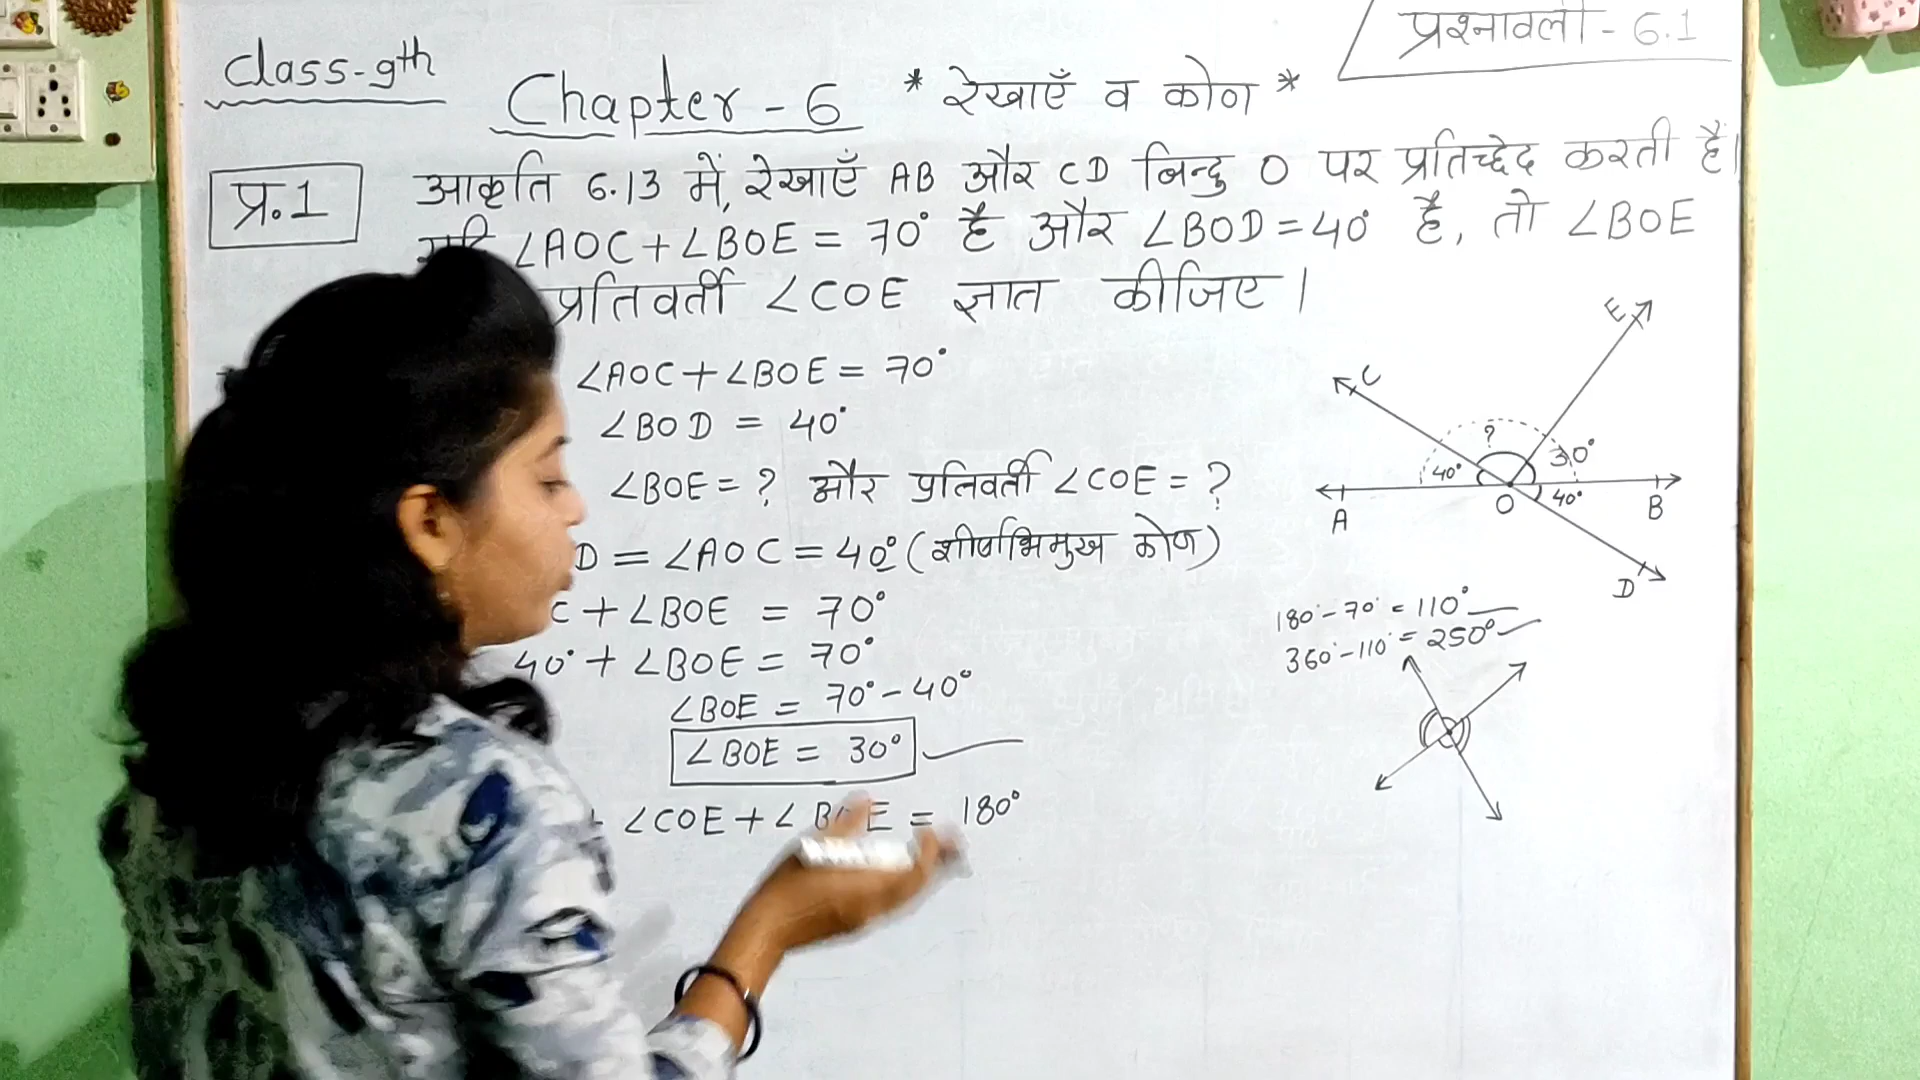 प्रश्नावली - 6.1
Class-9th
Chapter - 6 * रेखाएँ व कोण *
प्र.1
आकृति 6.13 में, रेखाएँ AB और CD बिन्दु O पर प्रतिच्छेद करती हैं।
∠AOC + ∠BOE = 70° है और ∠BOD = 40° है, तो ∠BOE
प्रतिवर्ती ∠COE ज्ञात कीजिए।
∠AOC + ∠BOE = 70°
∠BOD = 40°
∠BOE = ? और प्रतिवर्ती ∠COE = ?
D = ∠AOC = 40° (शीर्षाभिमुख कोण)
C + ∠BOE = 70°
40° + ∠BOE = 70°
∠BOE = 70° - 40°
∠BOE = 30°
+ ∠COE + ∠BOE = 180°
E
C
?
30°
40°
40°
A
O
B
D
180° - 70° = 110°
360° - 110° = 250°